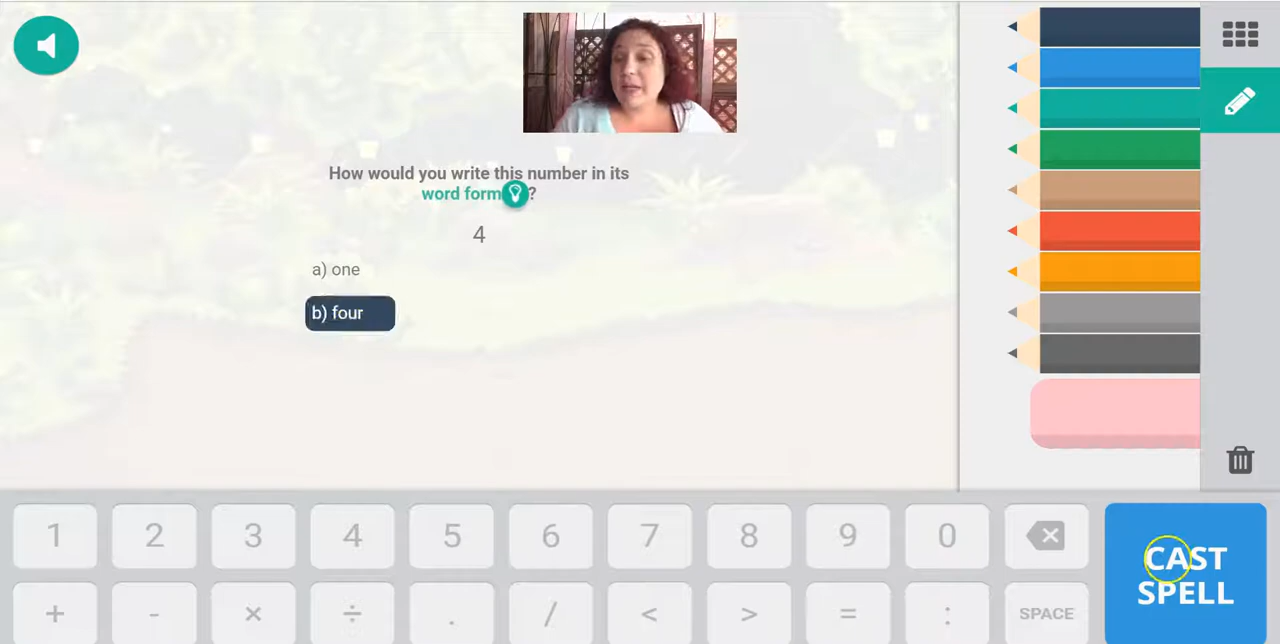 How would you write this number in its
word form ?
4
a) one
b) four
1 2 3 4 5 6 7 8 9 0
CAST
SPELL
+ - × ÷ . / < > = : SPACE